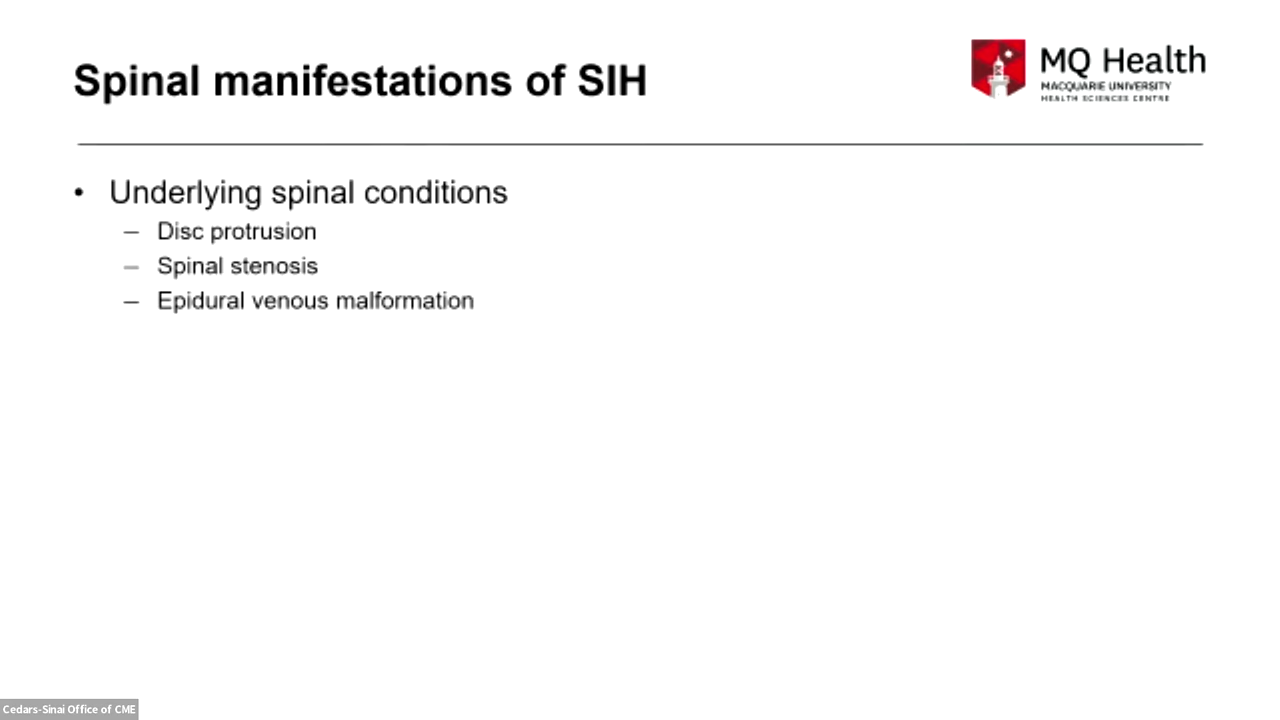 Spinal manifestations of SIH
MQ Health
MACQUARIE UNIVERSITY
HEALTH SCIENCES CENTRE
• Underlying spinal conditions
– Disc protrusion
– Spinal stenosis
– Epidural venous malformation
Cedars-Sinai Office of CME